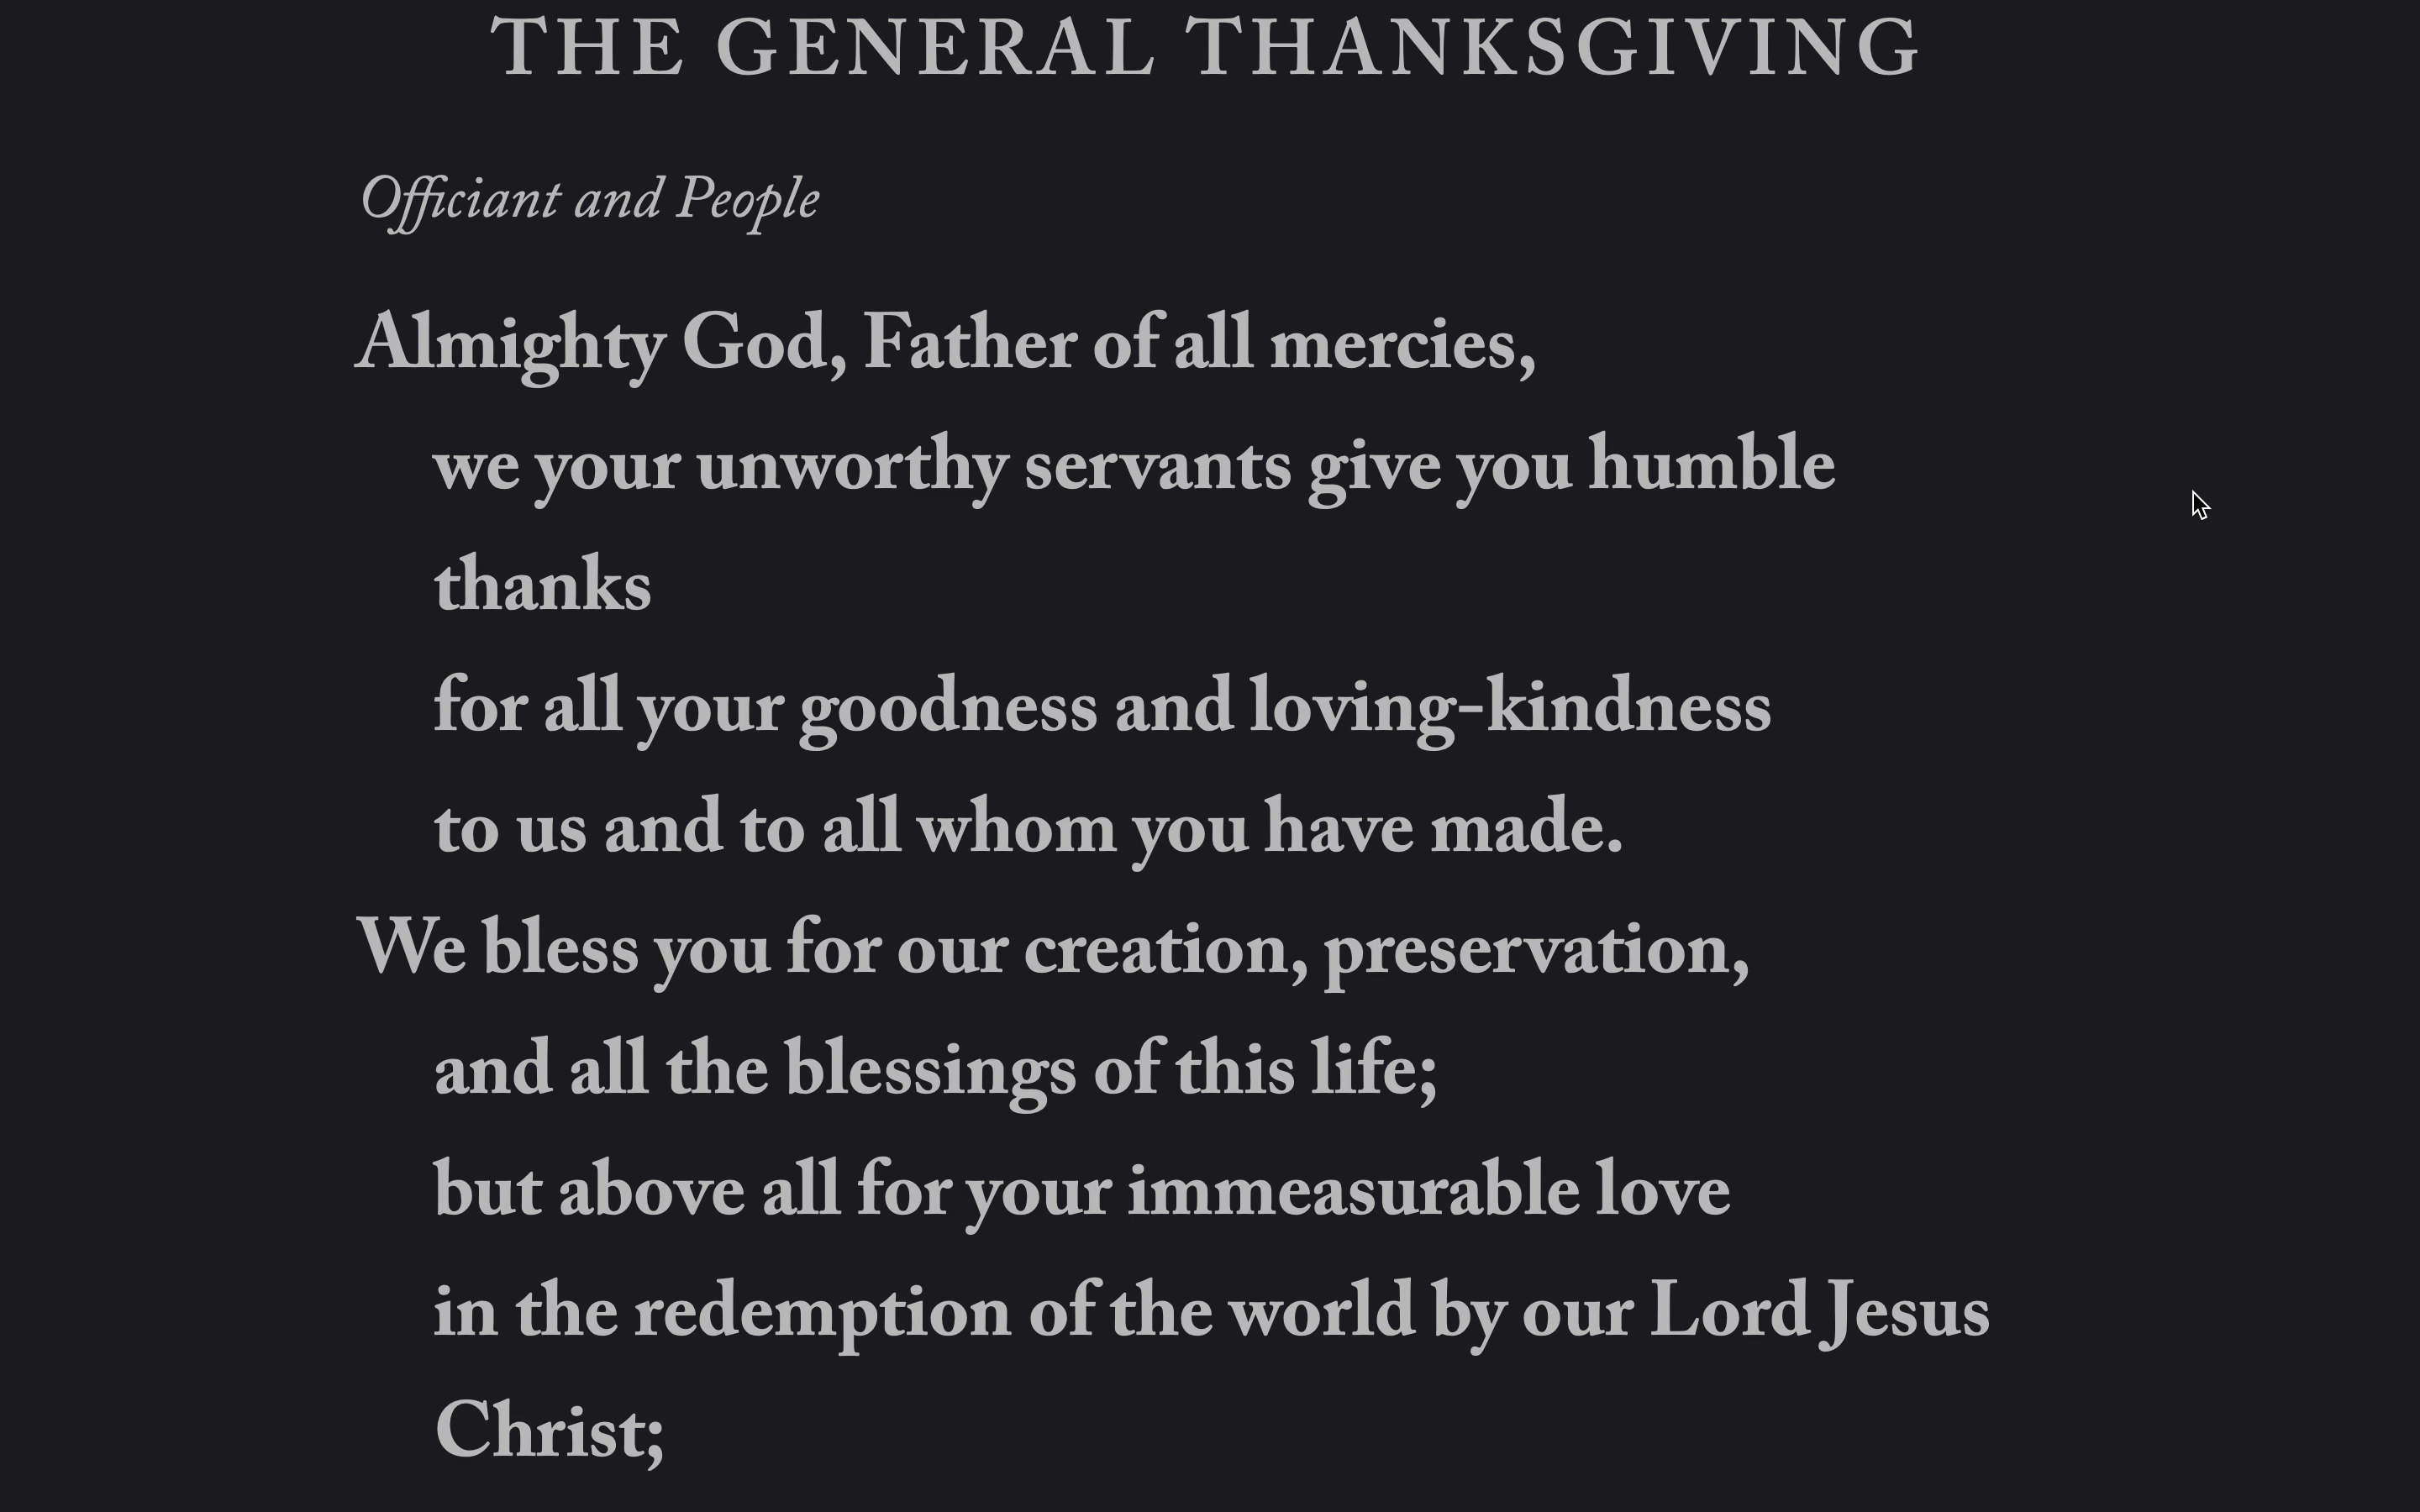 THE GENERAL THANKSGIVING
Officiant and People
Almighty God, Father of all mercies,
we your unworthy servants give you humble
thanks
for all your goodness and loving-kindness
to us and to all whom you have made.
We bless you for our creation, preservation,
and all the blessings of this life;
but above all for your immeasurable love
in the redemption of the world by our Lord Jesus
Christ;